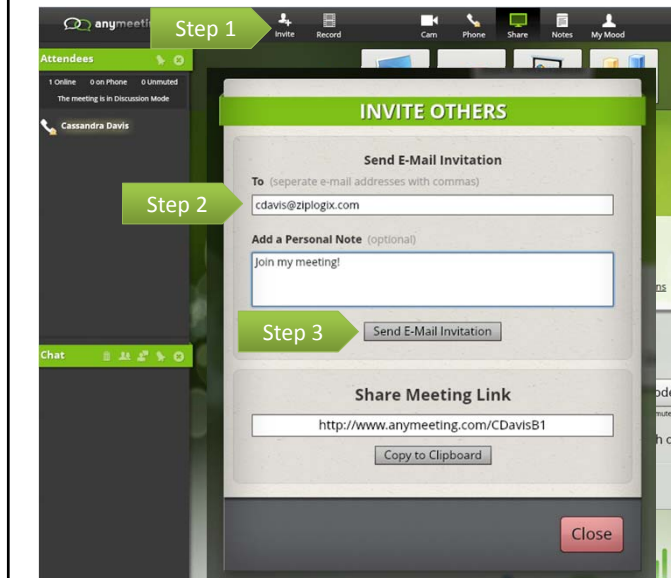 anymeeti
Step 1
Invite
Record
Cam
Phone
Share
Notes
My Mood
Attendees
1 Online 0 on Phone 0 Unmuted
The meeting is in Discussion Mode
Cassandra Davis
INVITE OTHERS
Send E-Mail Invitation
To (seperate e-mail addresses with commas)
Step 2
cdavis@ziplogix.com
Add a Personal Note (optional)
Join my meeting!
Step 3
Send E-Mail Invitation
Chat
Share Meeting Link
http://www.anymeeting.com/CDavisB1
Copy to Clipboard
Close